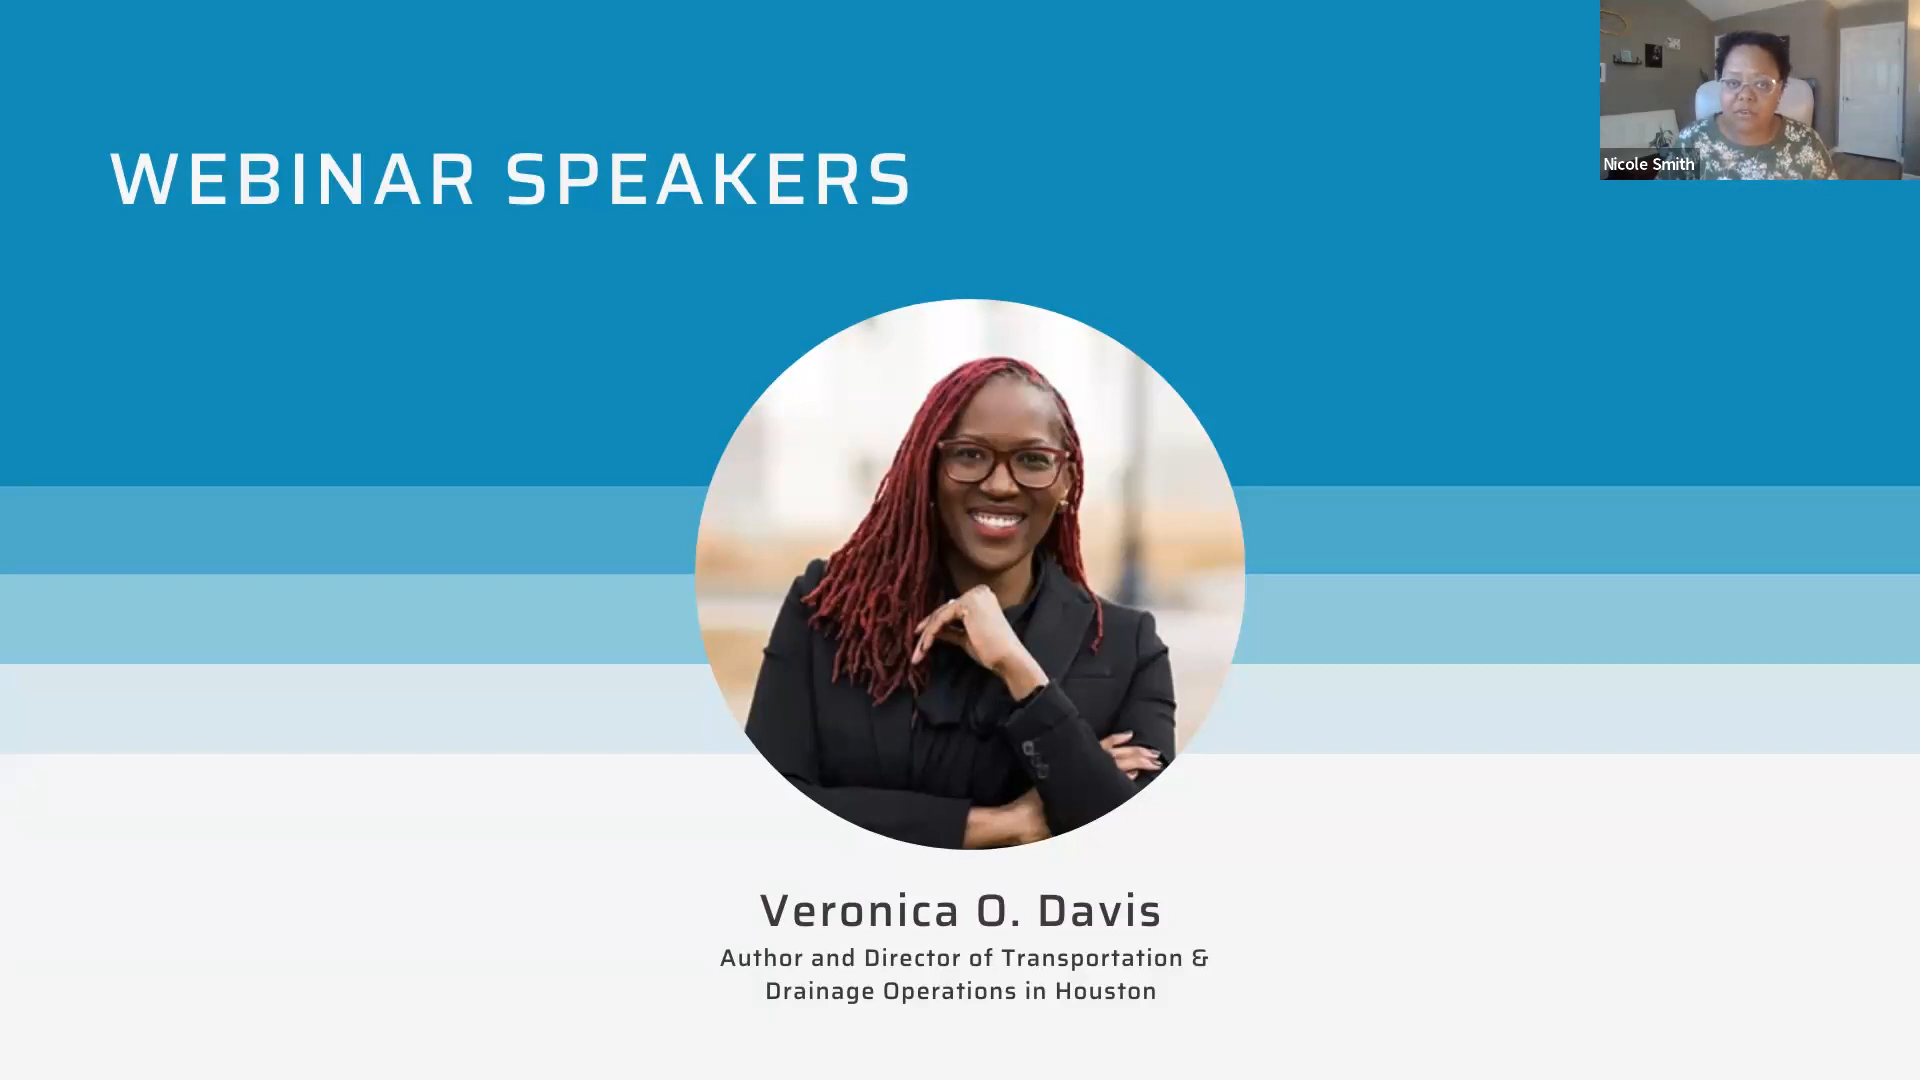 WEBINAR SPEAKERS
Nicole Smith
Veronica O. Davis
Author and Director of Transportation &
Drainage Operations in Houston